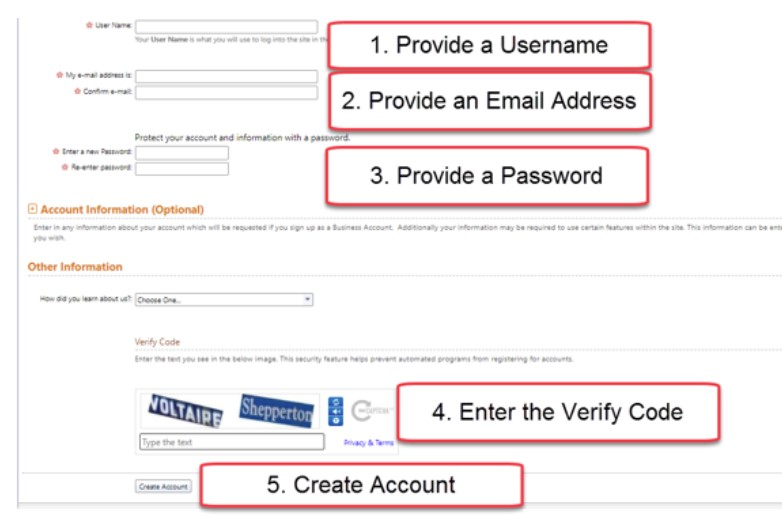 User Name:
Your User Name is what you will use to log into the site in the
1. Provide a Username
My e-mail address is:
Confirm e-mail:
2. Provide an Email Address
Protect your account and information with a password.
Enter a new Password:
Re-enter password:
3. Provide a Password
Account Information (Optional)
Enter in any information about your account which will be requested if you sign up as a Business Account. Additionally your information may be required to use certain features within the site. This information can be ente
you wish.
Other Information
How did you learn about us?: Choose One...
Verify Code
Enter the text you see in the below image. This security feature helps prevent automated programs from registering for accounts.
VOLTAIRE Shepperton
4. Enter the Verify Code
Type the text
Privacy & Terms
Create Account
5. Create Account